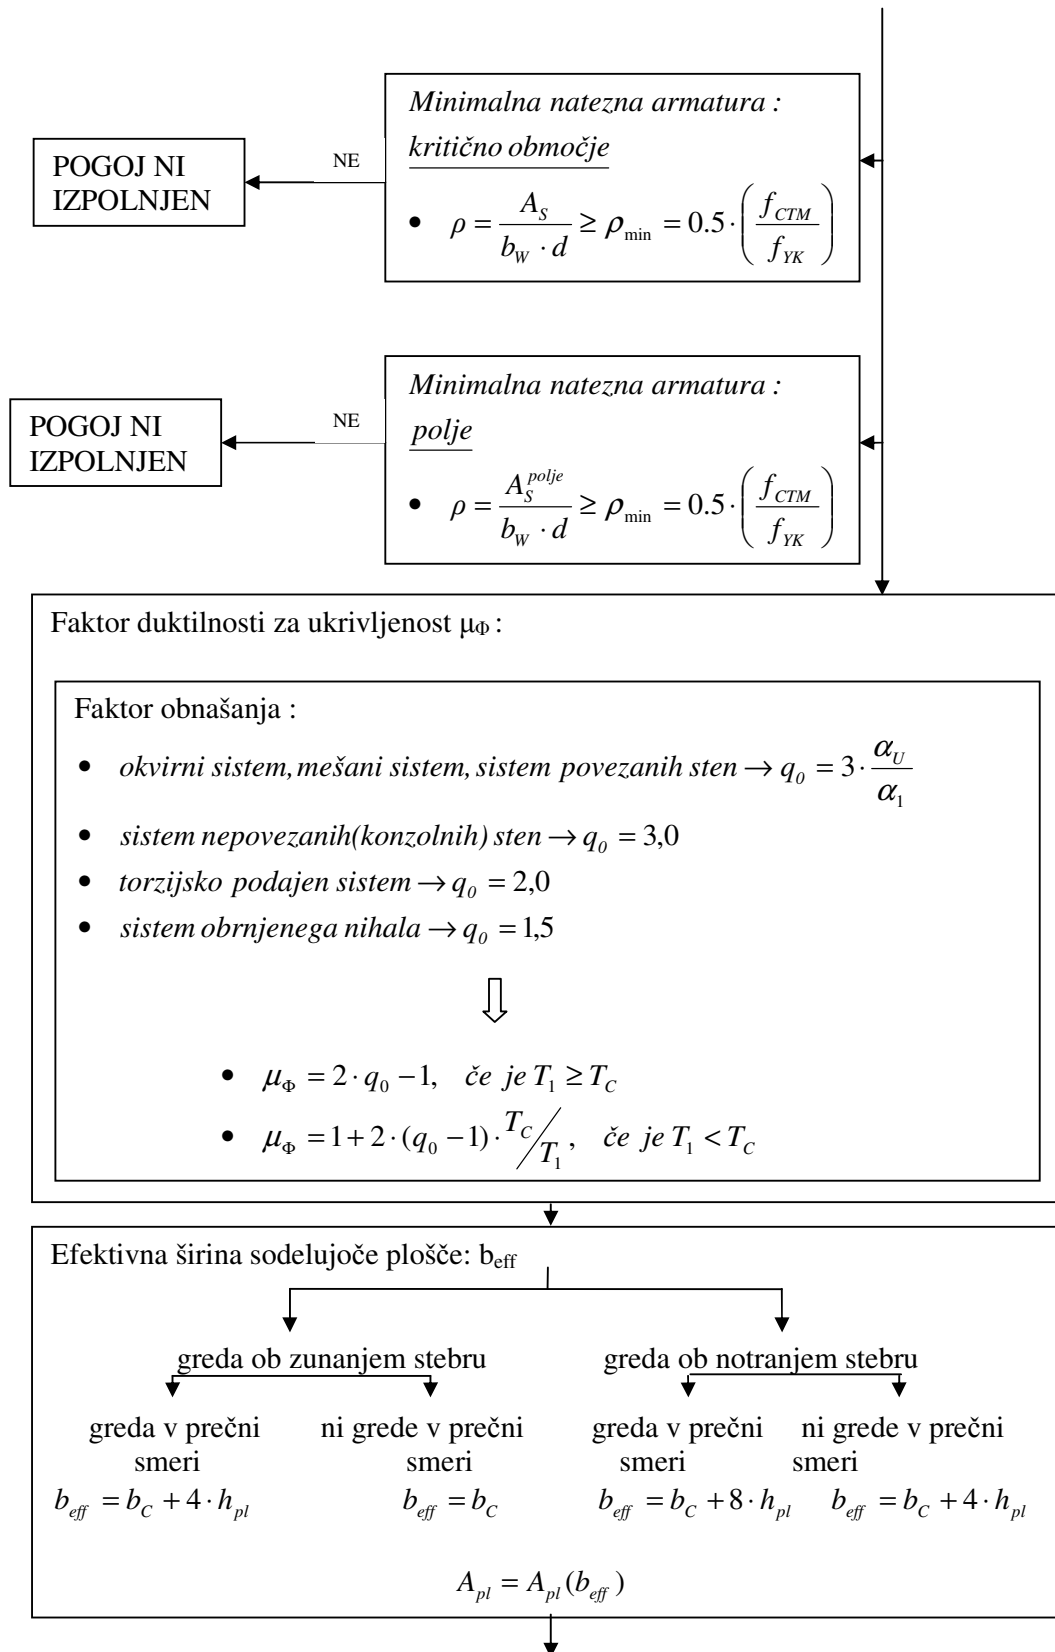 Minimalna natezna armatura :
kritično območje
• ρ = A_S / (b_W · d) ≥ ρ_min = 0.5 · (f_CTM / f_YK)
NE
POGOJ NI
IZPOLNJEN
Minimalna natezna armatura :
polje
• ρ = A_S^polje / (b_W · d) ≥ ρ_min = 0.5 · (f_CTM / f_YK)
NE
POGOJ NI
IZPOLNJEN
Faktor duktilnosti za ukrivljenost μ_Φ :
Faktor obnašanja :
• okvirni sistem, mešani sistem, sistem povezanih sten → q_0 = 3 · α_U / α_1
• sistem nepovezanih(konzolnih) sten → q_0 = 3,0
• torzijsko podajen sistem → q_0 = 2,0
• sistem obrnjenega nihala → q_0 = 1,5
• μ_Φ = 2 · q_0 − 1, če je T_1 ≥ T_C
• μ_Φ = 1 + 2 · (q_0 − 1) · T_C / T_1, če je T_1 < T_C
Efektivna širina sodelujoče plošče: b_eff
greda ob zunanjem stebru
greda ob notranjem stebru
greda v prečni
smeri
b_eff = b_C + 4 · h_pl
ni grede v prečni
smeri
b_eff = b_C
greda v prečni
smeri
b_eff = b_C + 8 · h_pl
ni grede v prečni
smeri
b_eff = b_C + 4 · h_pl
A_pl = A_pl (b_eff)